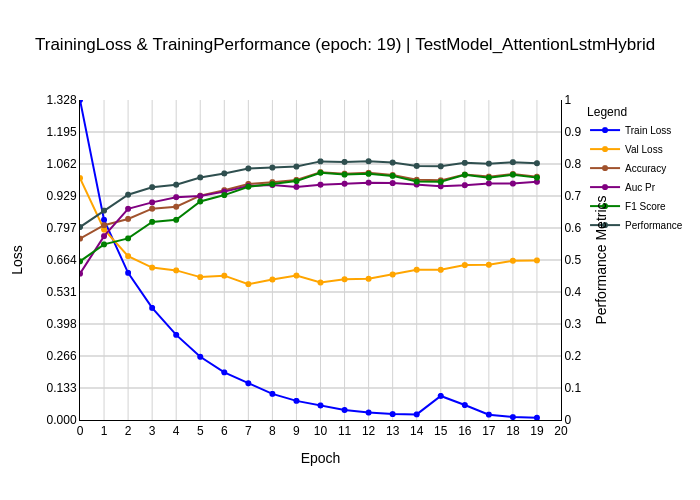 TrainingLoss & TrainingPerformance (epoch: 19) | TestModel_AttentionLstmHybrid
1.328
1.195
1.062
0.929
0.797
0.664
0.531
0.398
0.266
0.133
0.000
Loss
0 1 2 3 4 5 6 7 8 9 10 11 12 13 14 15 16 17 18 19 20
Epoch
1
0.9
0.8
0.7
0.6
0.5
0.4
0.3
0.2
0.1
0
Performance Metrics
Legend
Train Loss
Val Loss
Accuracy
Auc Pr
F1 Score
Performance